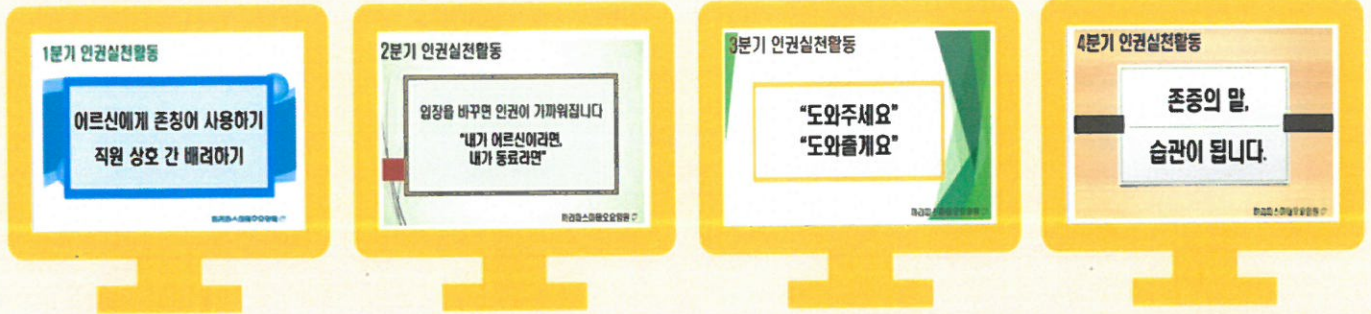 1분기 인권실천활동
어르신에게 존칭어 사용하기
직원 상호 간 배려하기
2분기 인권실천활동
입장을 바꾸면 인권이 가까워집니다
"내가 어르신이라면,
내가 동료라면"
3분기 인권실천활동
"도와주세요"
"도와줄게요"
4분기 인권실천활동
존중의 말,
습관이 됩니다.